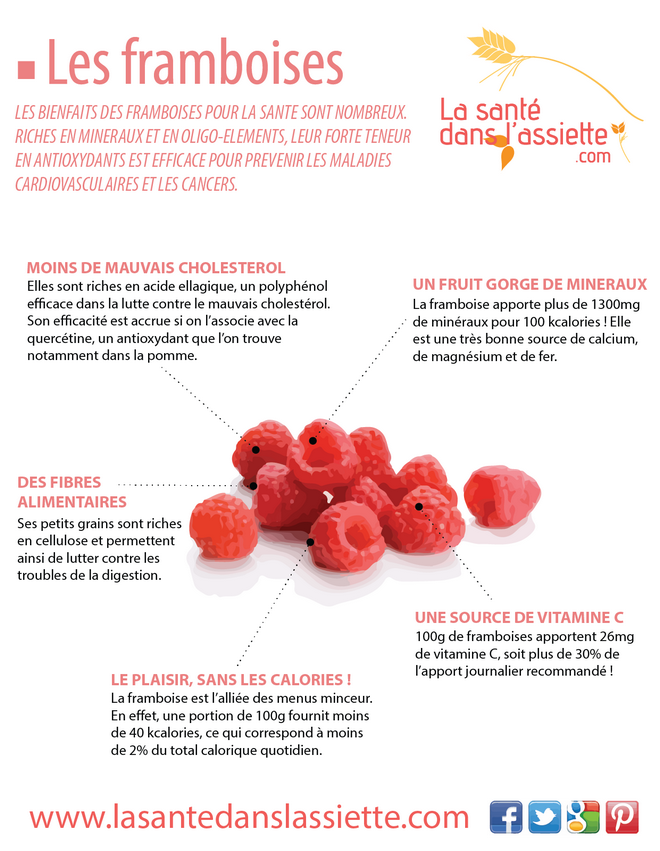 Les framboises
LES BIENFAITS DES FRAMBOISES POUR LA SANTE SONT NOMBREUX.
RICHES EN MINERAUX ET EN OLIGO-ELEMENTS, LEUR FORTE TENEUR
EN ANTIOXYDANTS EST EFFICACE POUR PREVENIR LES MALADIES
CARDIOVASCULAIRES ET LES CANCERS.
La santé
dans l'assiette
.com
MOINS DE MAUVAIS CHOLESTEROL
Elles sont riches en acide ellagique, un polyphénol
efficace dans la lutte contre le mauvais cholestérol.
Son efficacité est accrue si on l'associe avec la
quercétine, un antioxydant que l'on trouve
notamment dans la pomme.
UN FRUIT GORGE DE MINERAUX
La framboise apporte plus de 1300mg
de minéraux pour 100 kcalories ! Elle
est une très bonne source de calcium,
de magnésium et de fer.
DES FIBRES
ALIMENTAIRES
Ses petits grains sont riches
en cellulose et permettent
ainsi de lutter contre les
troubles de la digestion.
UNE SOURCE DE VITAMINE C
100g de framboises apportent 26mg
de vitamine C, soit plus de 30% de
l'apport journalier recommandé !
LE PLAISIR, SANS LES CALORIES !
La framboise est l'alliée des menus minceur.
En effet, une portion de 100g fournit moins
de 40 kcalories, ce qui correspond à moins
de 2% du total calorique quotidien.
www.lasantedanslassiette.com